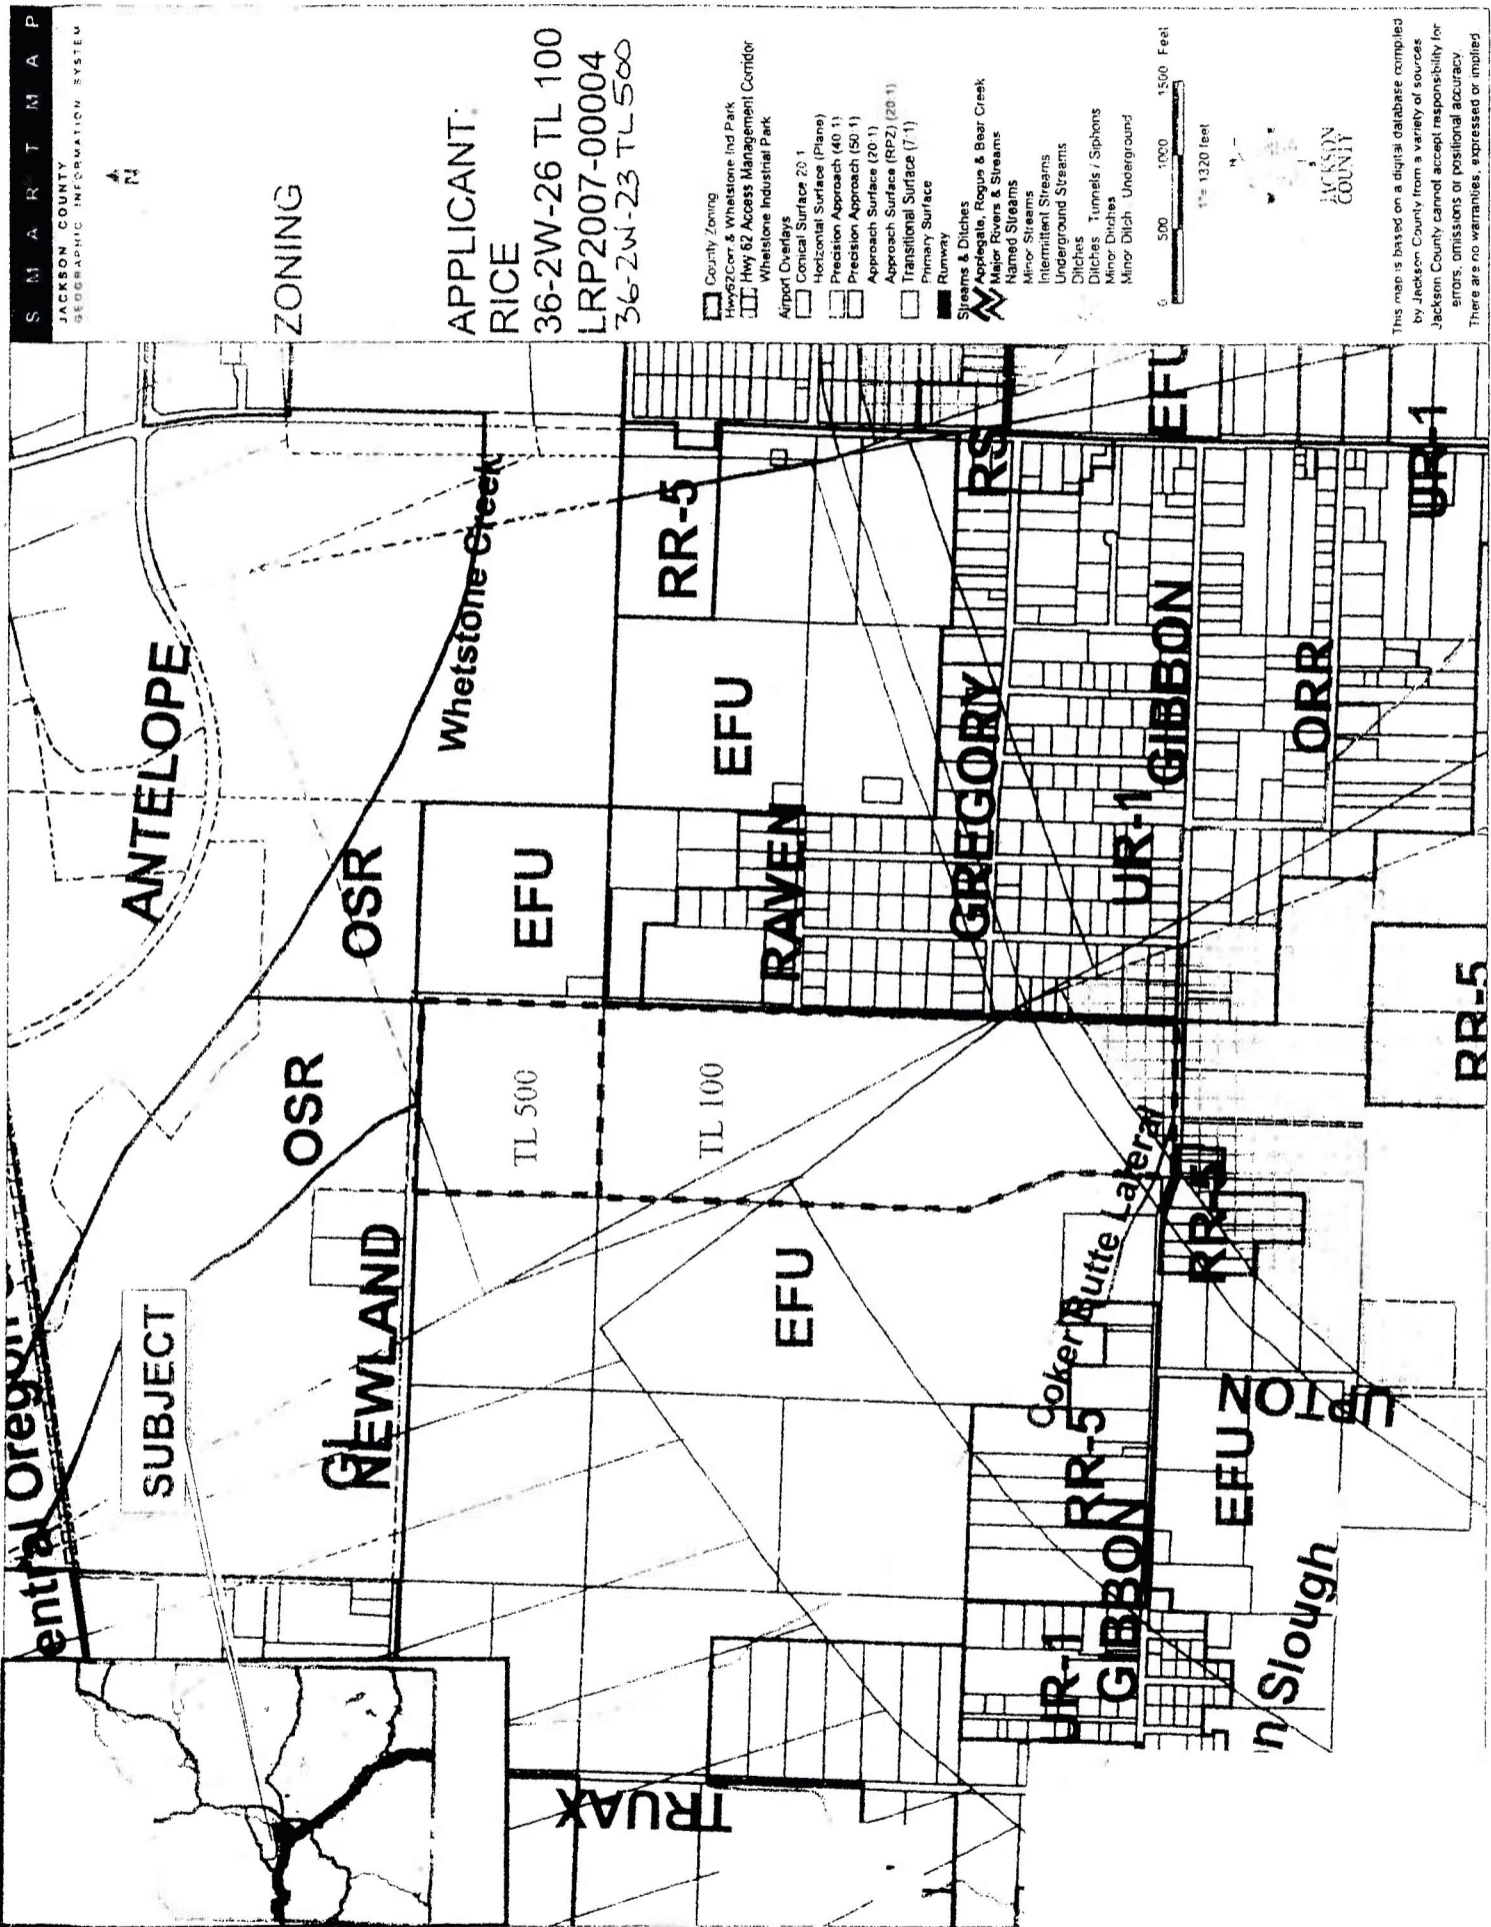 S M A R T M A P
JACKSON COUNTY
GEOGRAPHIC INFORMATION SYSTEM
N
ZONING
APPLICANT:
RICE
36-2W-26 TL 100
LRP2007-00004
36-2W-23 TL 500
County Zoning
Hwy62Corr & Whetstone Ind Park
Hwy 62 Access Management Corridor
Whetstone Industrial Park
Airport Overlays
Conical Surface 20:1
Horizontal Surface (Plane)
Precision Approach (40:1)
Precision Approach (50:1)
Approach Surface (20:1)
Approach Surface (RPZ) (20:1)
Transitional Surface (7:1)
Primary Surface
Runway
Streams & Ditches
Applegate, Rogue & Bear Creek
Major Rivers & Streams
Named Streams
Minor Streams
Intermittent Streams
Underground Streams
Ditches
Ditches Tunnels / Siphons
Minor Ditches
Minor Ditch Underground
0 500 1000 1500 Feet
1"= 1320 feet
JACKSON
COUNTY
This map is based on a digital database compiled
by Jackson County from a variety of sources
Jackson County cannot accept responsibility for
errors, omissions or positional accuracy.
There are no warranties, expressed or implied
entral Oregon
SUBJECT
ANTELOPE
OSR
OSR
Whetstone Creek
NEWLAND
EFU
TL 500
TL 100
RR-5
EFU
RAVEN
EFU
GREGORY
RS
EFU
UR-1
GIBBON
ORR
UR-1
Coker Butte Lateral
RR-5
RR-5
RR-5
UPTON
EFU
UR-1
GIBBON
n Slough
TRUAX